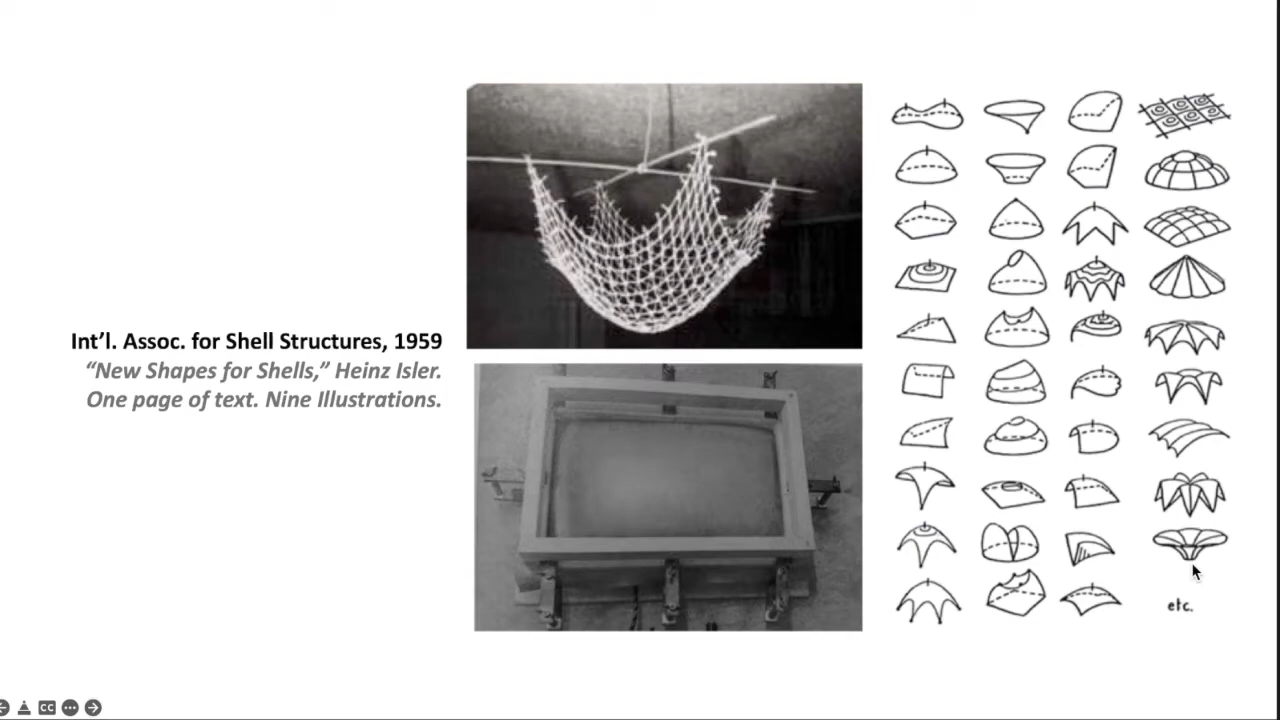 Int’l. Assoc. for Shell Structures, 1959
“New Shapes for Shells,” Heinz Isler.
One page of text. Nine Illustrations.
etc.
CC